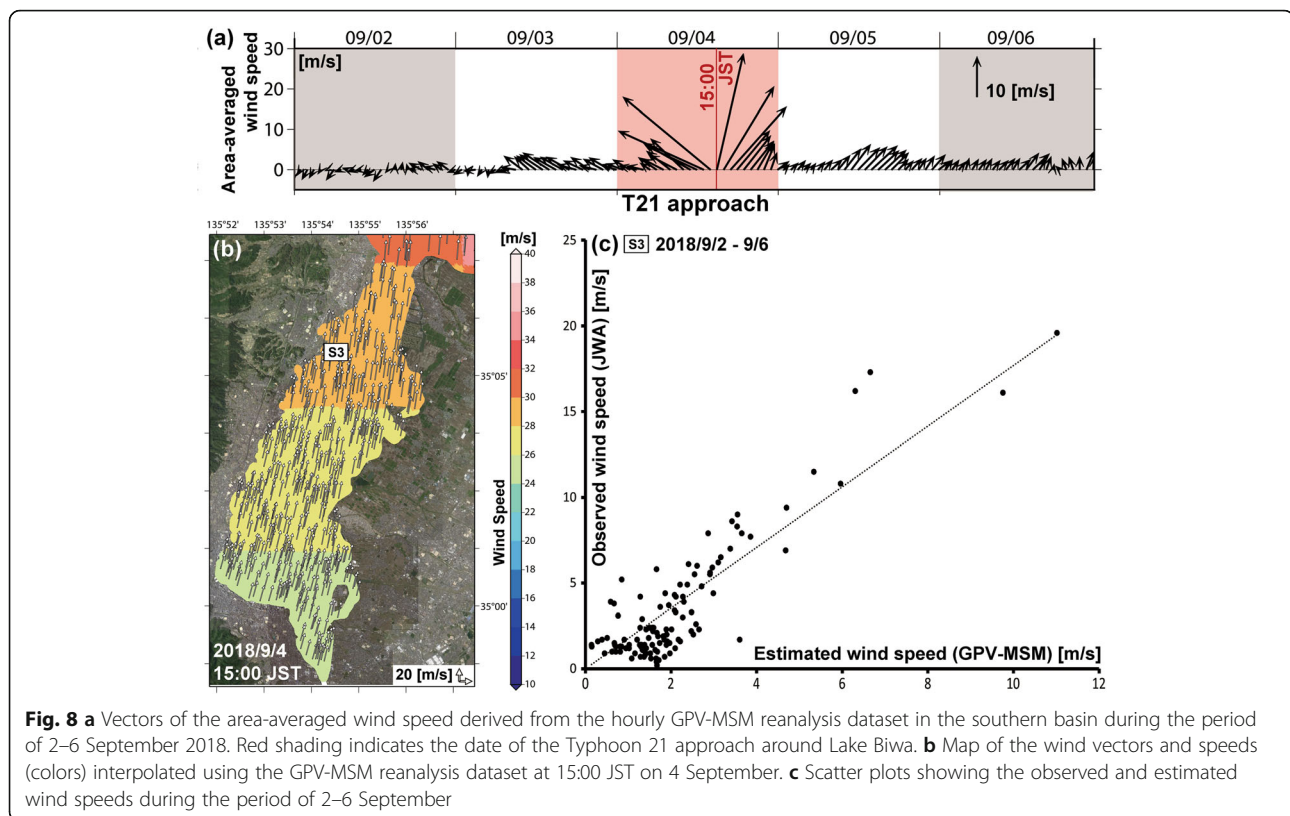 (a)
09/02 09/03 09/04 09/05 09/06
30
20
10
0
[m/s]
Area-averaged
wind speed
15:00
JST
10 [m/s]
T21 approach
135°52' 135°53' 135°54' 135°55' 135°56'
(b)
S3
35°05'
35°00'
2018/9/4
15:00 JST
20 [m/s]
[m/s]
40
38
36
34
32
30
28
26
24
22
20
18
16
14
12
10
Wind Speed
(c) S3 2018/9/2 - 9/6
25
20
15
10
5
0
Observed wind speed (JWA) [m/s]
Estimated wind speed (GPV-MSM) [m/s]
0 2 4 6 8 10 12
Fig. 8 a Vectors of the area-averaged wind speed derived from the hourly GPV-MSM reanalysis dataset in the southern basin during the period
of 2–6 September 2018. Red shading indicates the date of the Typhoon 21 approach around Lake Biwa. b Map of the wind vectors and speeds
(colors) interpolated using the GPV-MSM reanalysis dataset at 15:00 JST on 4 September. c Scatter plots showing the observed and estimated
wind speeds during the period of 2–6 September